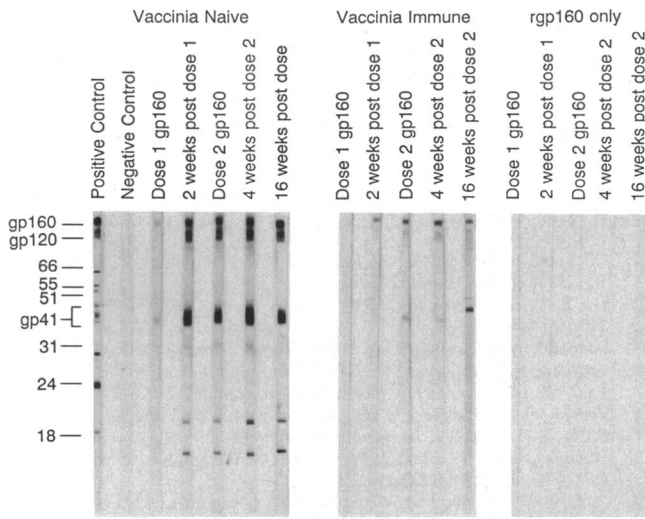 Vaccinia Naive
Vaccinia Immune
rgp160 only
Positive Control
Negative Control
Dose 1 gp160
2 weeks post dose 1
Dose 2 gp160
4 weeks post dose 2
16 weeks post dose
Dose 1 gp160
2 weeks post dose 1
Dose 2 gp160
4 weeks post dose 2
16 weeks post dose 2
Dose 1 gp160
2 weeks post dose 1
Dose 2 gp160
4 weeks post dose 2
16 weeks post dose 2
gp160
gp120
66
55
51
gp41
31
24
18